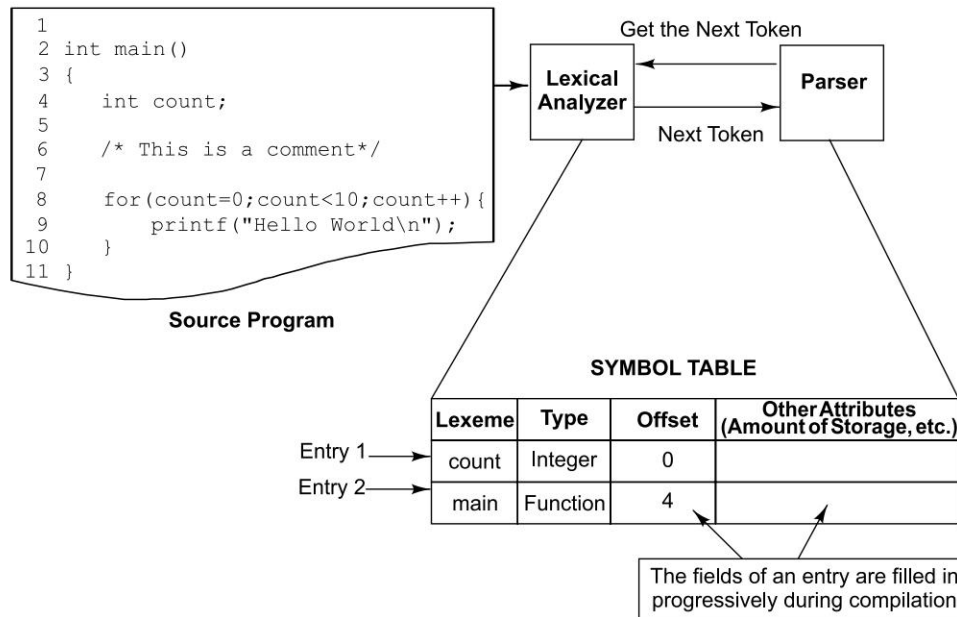 1
2 int main()
3 {
4 int count;
5
6 /* This is a comment*/
7
8 for(count=0;count<10;count++){
9 printf("Hello World\n");
10 }
11 }
Source Program
Get the Next Token
Lexical
Analyzer
Parser
Next Token
SYMBOL TABLE
Lexeme Type Offset Other Attributes
(Amount of Storage, etc.)
Entry 1 count Integer 0
Entry 2 main Function 4
The fields of an entry are filled in
progressively during compilation